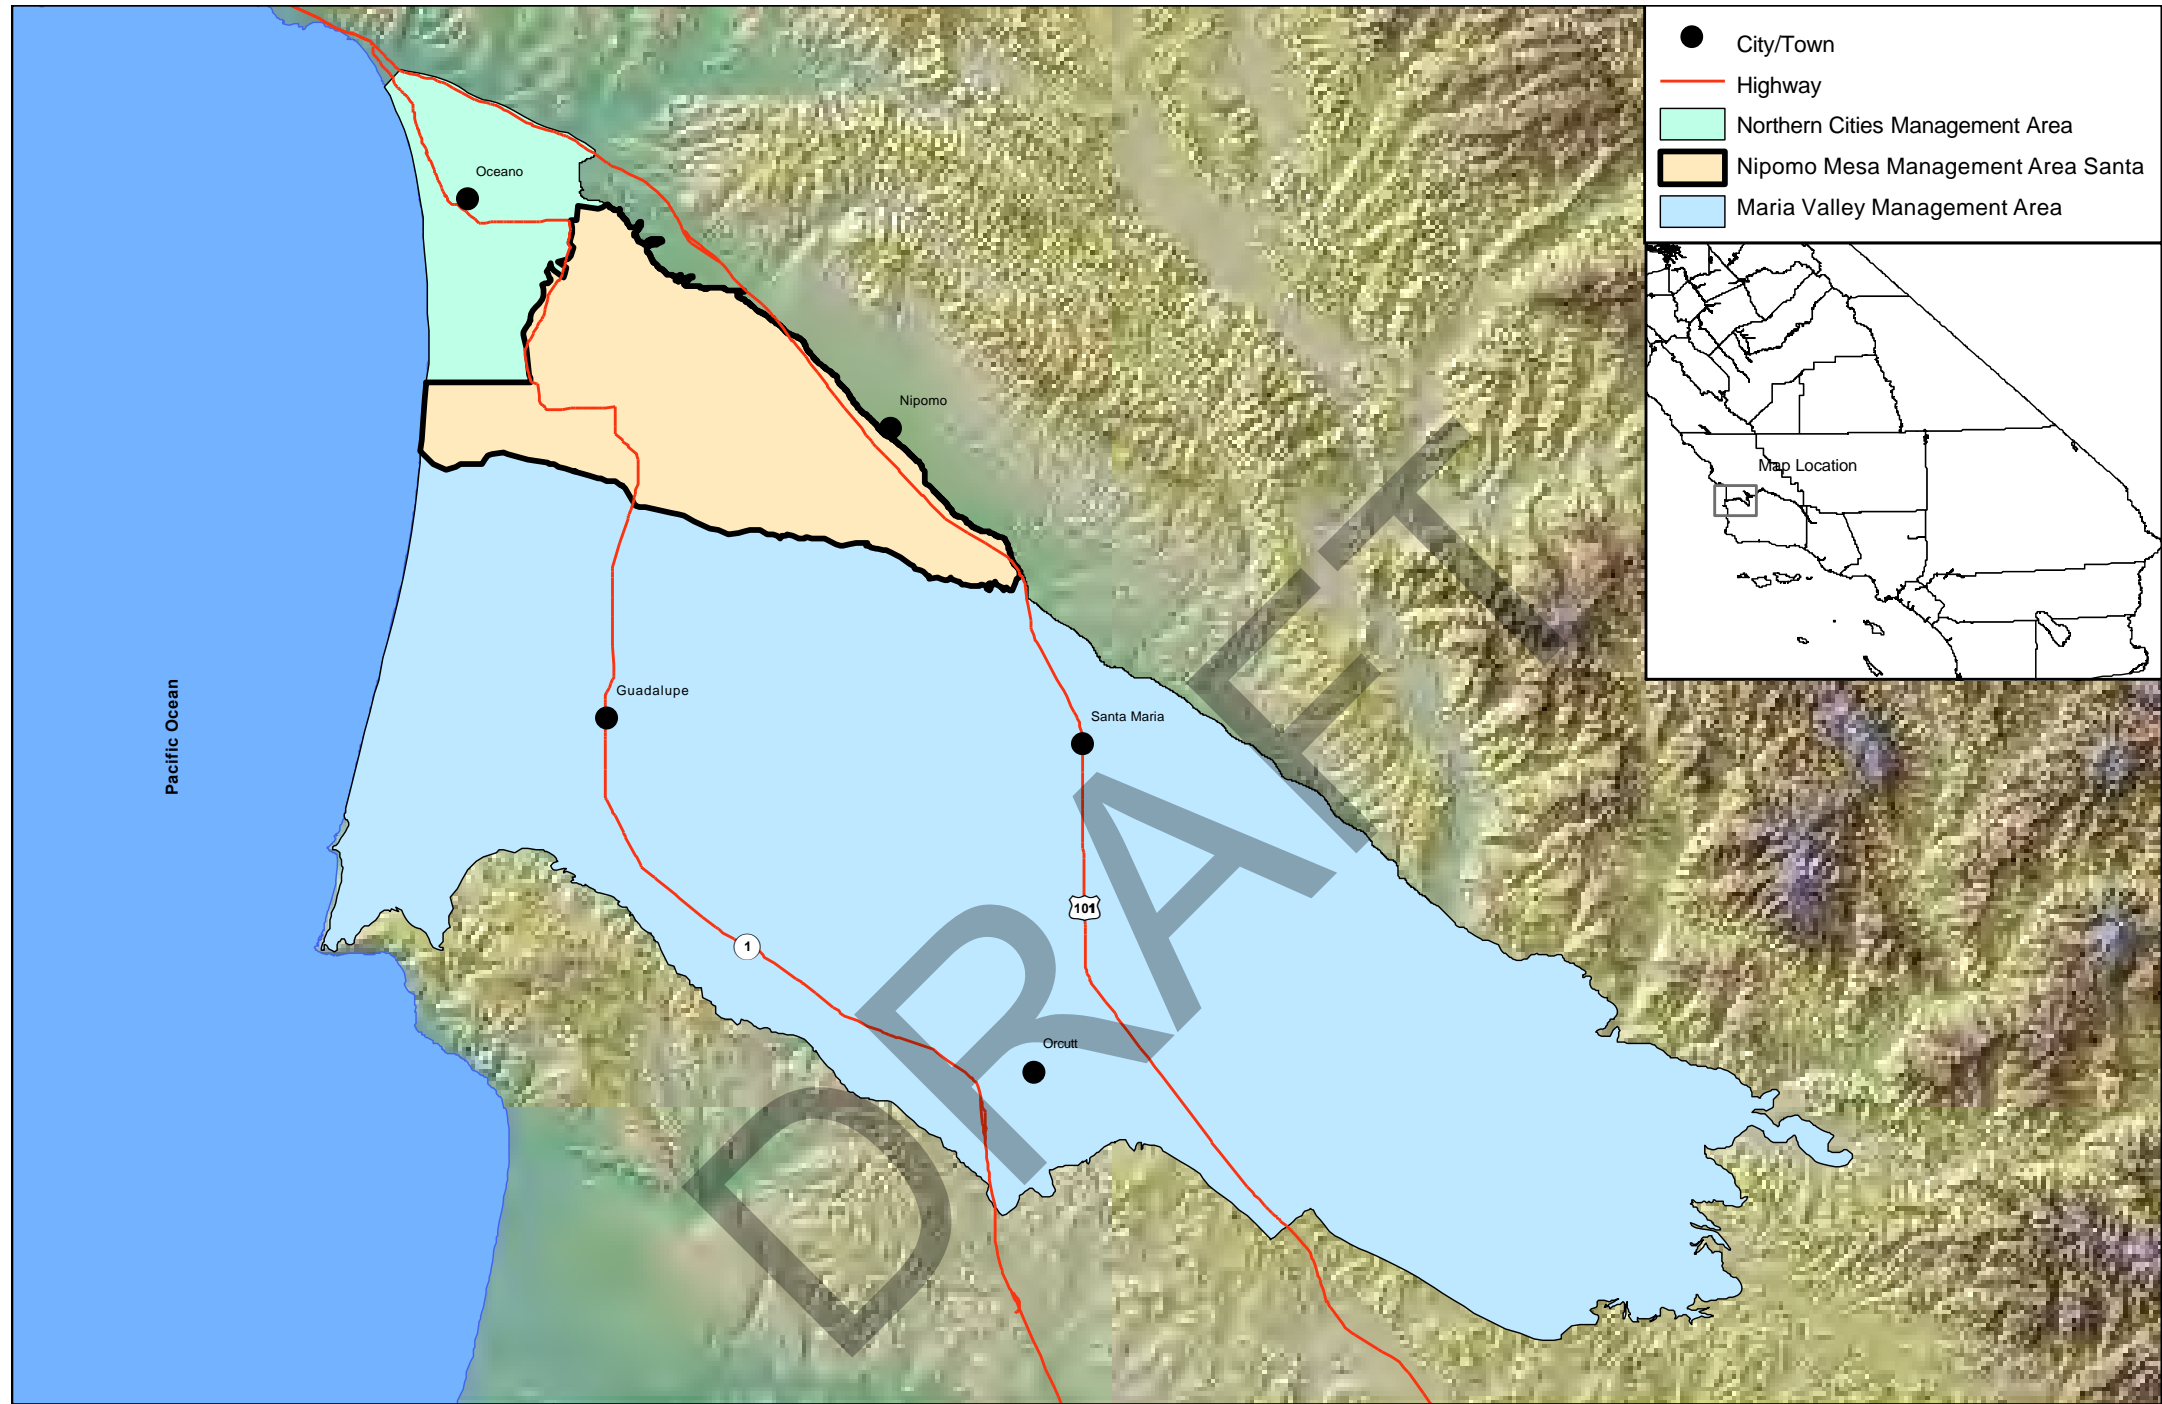 City/Town
Highway
Northern Cities Management Area
Nipomo Mesa Management Area Santa
Maria Valley Management Area
Map Location
Oceano
Nipomo
Guadalupe
Santa Maria
Pacific Ocean
101
1
Orcutt
DRAFT